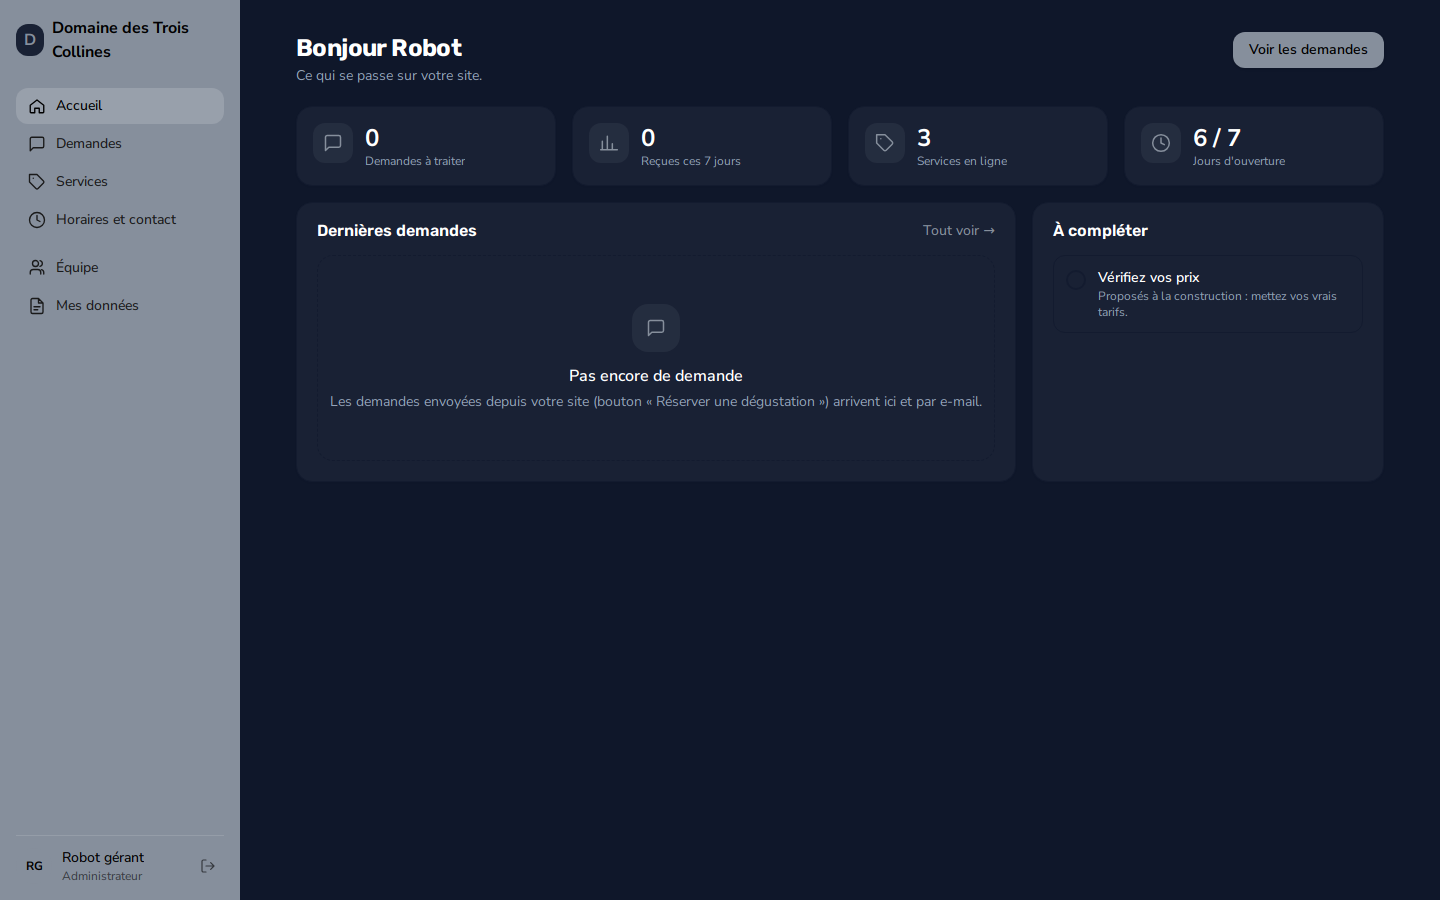 D
Domaine des Trois
Collines
Accueil
Demandes
Services
Horaires et contact
Équipe
Mes données
RG
Robot gérant
Administrateur
Bonjour Robot
Ce qui se passe sur votre site.
Voir les demandes
0
Demandes à traiter
0
Reçues ces 7 jours
3
Services en ligne
6 / 7
Jours d'ouverture
Dernières demandes
Tout voir →
Pas encore de demande
Les demandes envoyées depuis votre site (bouton « Réserver une dégustation ») arrivent ici et par e-mail.
À compléter
Vérifiez vos prix
Proposés à la construction : mettez vos vrais
tarifs.